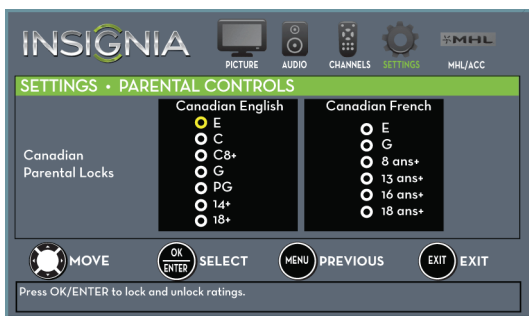 INSIGNIA
PICTURE AUDIO CHANNELS SETTINGS MHL MHL/ACC
SETTINGS • PARENTAL CONTROLS
Canadian Parental Locks
Canadian English
E
C
C8+
G
PG
14+
18+
Canadian French
E
G
8 ans+
13 ans+
16 ans+
18 ans+
MOVE OK/ENTER SELECT MENU PREVIOUS EXIT EXIT
Press OK/ENTER to lock and unlock ratings.